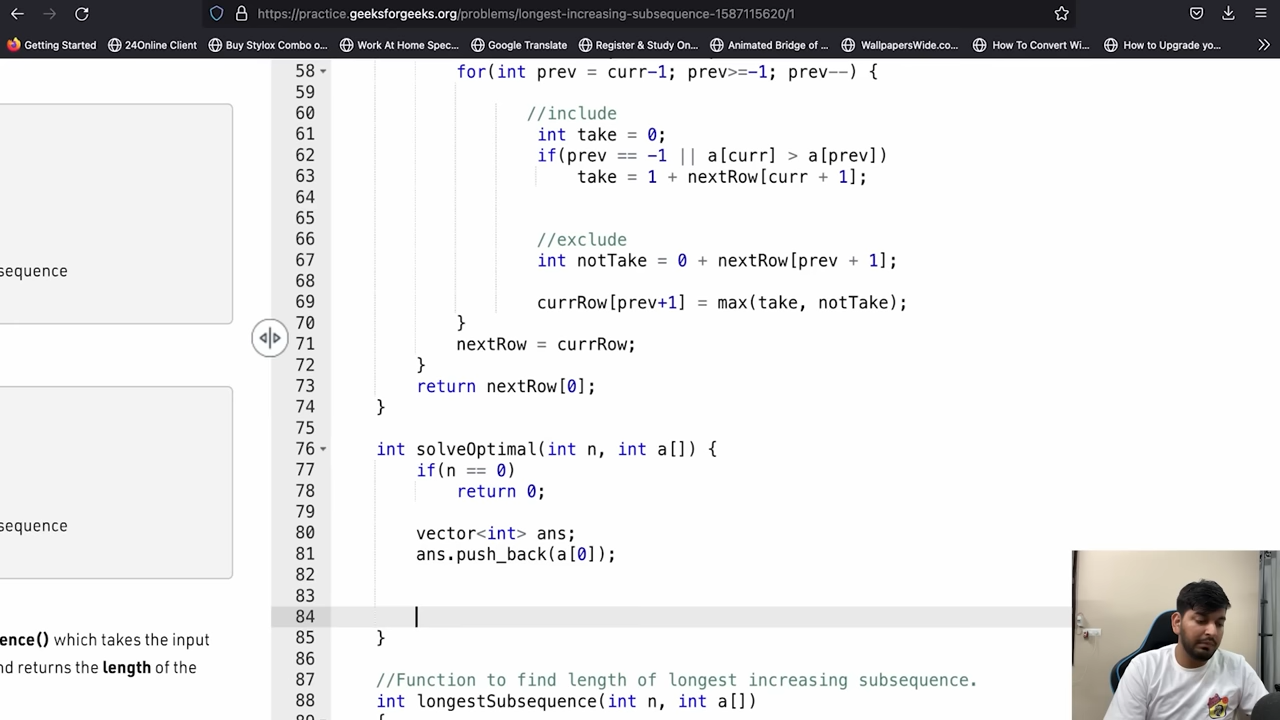 https://practice.geeksforgeeks.org/problems/longest-increasing-subsequence-1587115620/1
Getting Started 24Online Client Buy Stylox Combo o... Work At Home Spec... Google Translate Register & Study On... Animated Bridge of ... WallpapersWide.co... How To Convert Wi... How to Upgrade yo...
58 for(int prev = curr-1; prev>=-1; prev--) {
59
60 //include
61 int take = 0;
62 if(prev == -1 || a[curr] > a[prev])
63 take = 1 + nextRow[curr + 1];
64
65
66 //exclude
67 int notTake = 0 + nextRow[prev + 1];
68
69 currRow[prev+1] = max(take, notTake);
70 }
71 nextRow = currRow;
72 }
73 return nextRow[0];
74 }
75
76 int solveOptimal(int n, int a[]) {
77 if(n == 0)
78 return 0;
79
80 vector<int> ans;
81 ans.push_back(a[0]);
82
83
84
85 }
86
87 //Function to find length of longest increasing subsequence.
88 int longestSubsequence(int n, int a[])
89 {
sequence
sequence
ence() which takes the input
nd returns the length of the